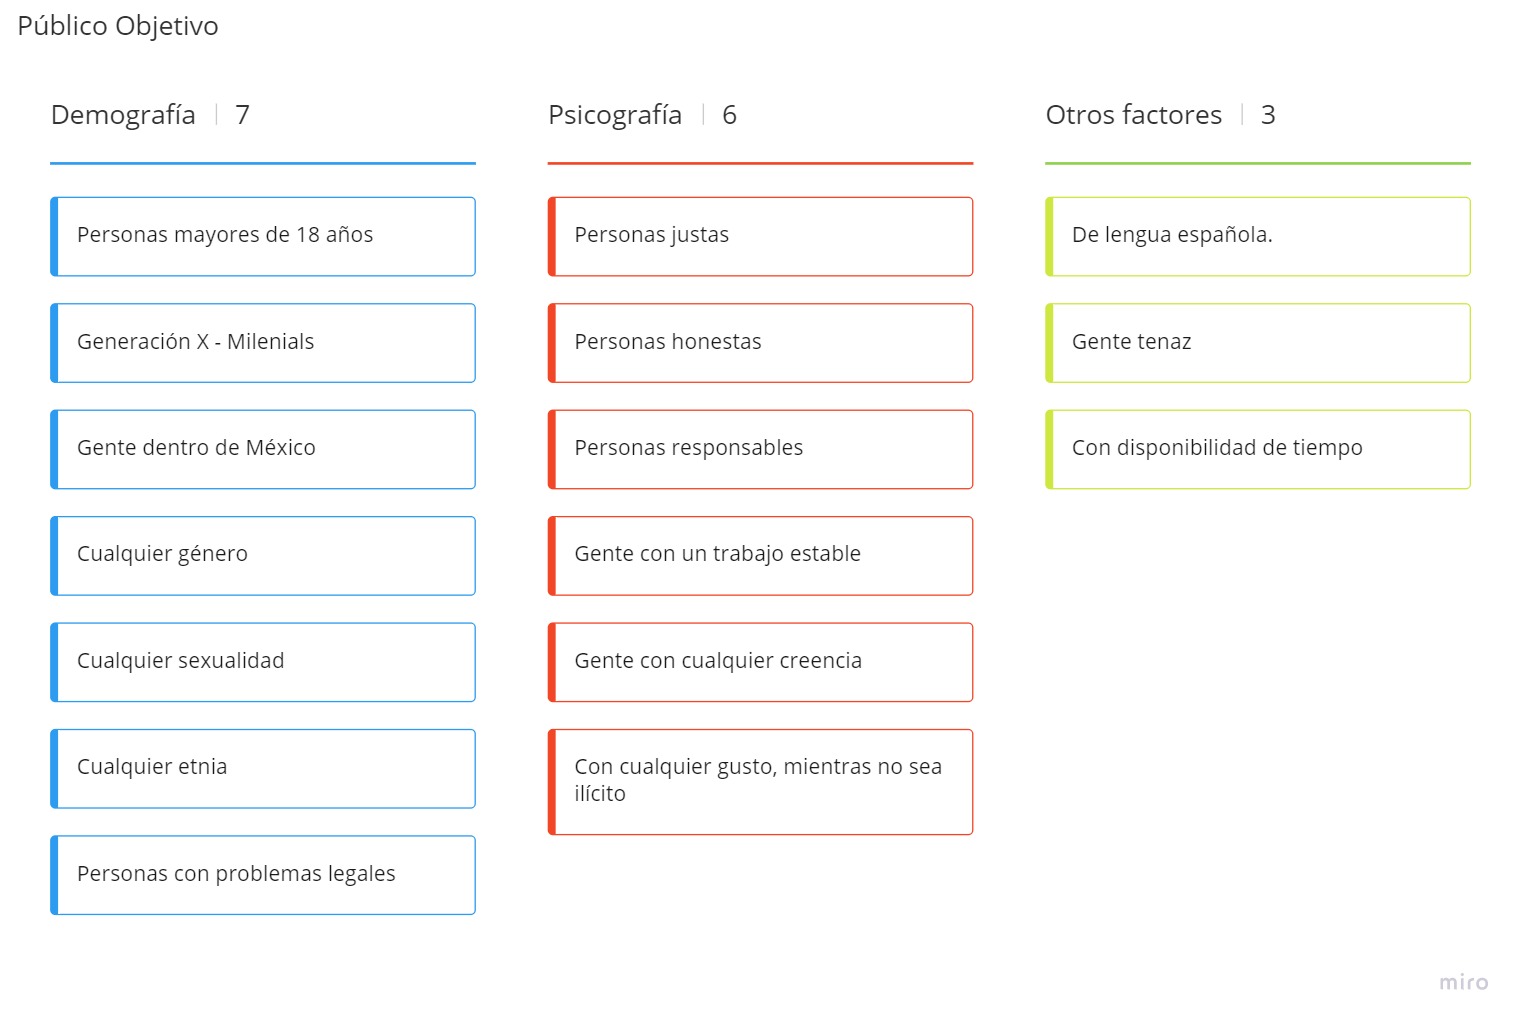 Público Objetivo
Demografía | 7
Personas mayores de 18 años
Generación X - Milenials
Gente dentro de México
Cualquier género
Cualquier sexualidad
Cualquier etnia
Personas con problemas legales
Psicografía | 6
Personas justas
Personas honestas
Personas responsables
Gente con un trabajo estable
Gente con cualquier creencia
Con cualquier gusto, mientras no sea
ilícito
Otros factores | 3
De lengua española.
Gente tenaz
Con disponibilidad de tiempo
miro